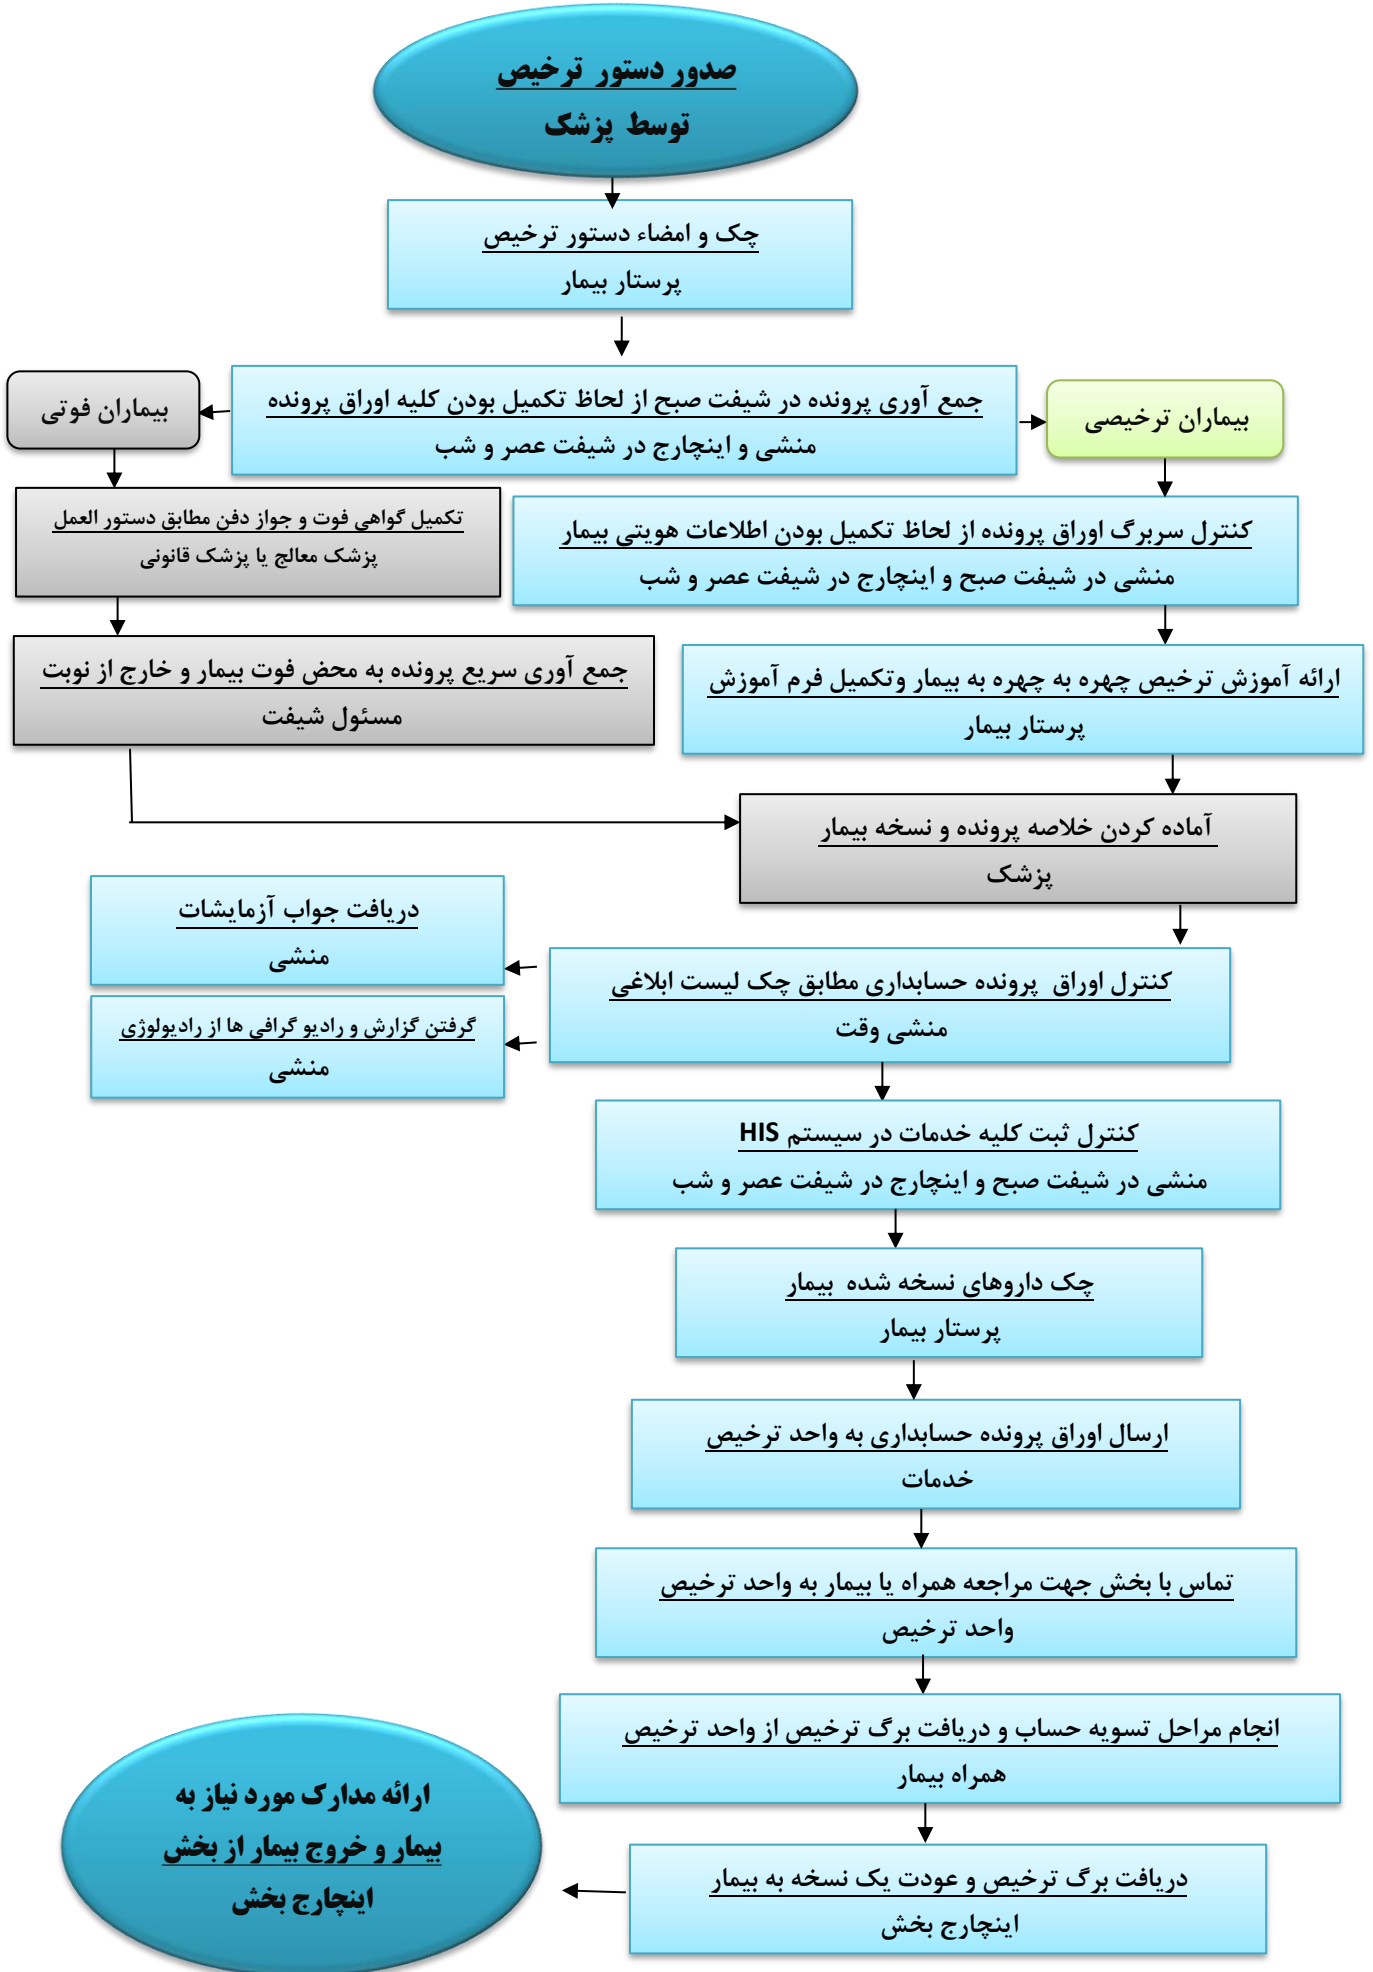 صدور دستور ترخیص
توسط پزشک
چک و امضاء دستور ترخیص
پرستار بیمار
جمع آوری پرونده در شیفت صبح از لحاظ تکمیل بودن کلیه اوراق پرونده
منشی و اینچارج در شیفت عصر و شب
بیماران ترخیصی
بیماران فوتی
کنترل سربرگ اوراق پرونده از لحاظ تکمیل بودن اطلاعات هویتی بیمار
منشی در شیفت صبح و اینچارج در شیفت عصر و شب
تکمیل گواهی فوت و جواز دفن مطابق دستور العمل
پزشک معالج یا پزشک قانونی
ارائه آموزش ترخیص چهره به چهره به بیمار وتکمیل فرم آموزش
پرستار بیمار
جمع آوری سریع پرونده به محض فوت بیمار و خارج از نوبت
مسئول شیفت
آماده کردن خلاصه پرونده و نسخه بیمار
پزشک
کنترل اوراق پرونده حسابداری مطابق چک لیست ابلاغی
منشی وقت
دریافت جواب آزمایشات
منشی
گرفتن گزارش و رادیو گرافی ها از رادیولوژی
منشی
کنترل ثبت کلیه خدمات در سیستم HIS
منشی در شیفت صبح و اینچارج در شیفت عصر و شب
چک داروهای نسخه شده بیمار
پرستار بیمار
ارسال اوراق پرونده حسابداری به واحد ترخیص
خدمات
تماس با بخش جهت مراجعه همراه یا بیمار به واحد ترخیص
واحد ترخیص
انجام مراحل تسویه حساب و دریافت برگ ترخیص از واحد ترخیص
همراه بیمار
دریافت برگ ترخیص و عودت یک نسخه به بیمار
اینچارج بخش
ارائه مدارک مورد نیاز به
بیمار و خروج بیمار از بخش
اینچارج بخش